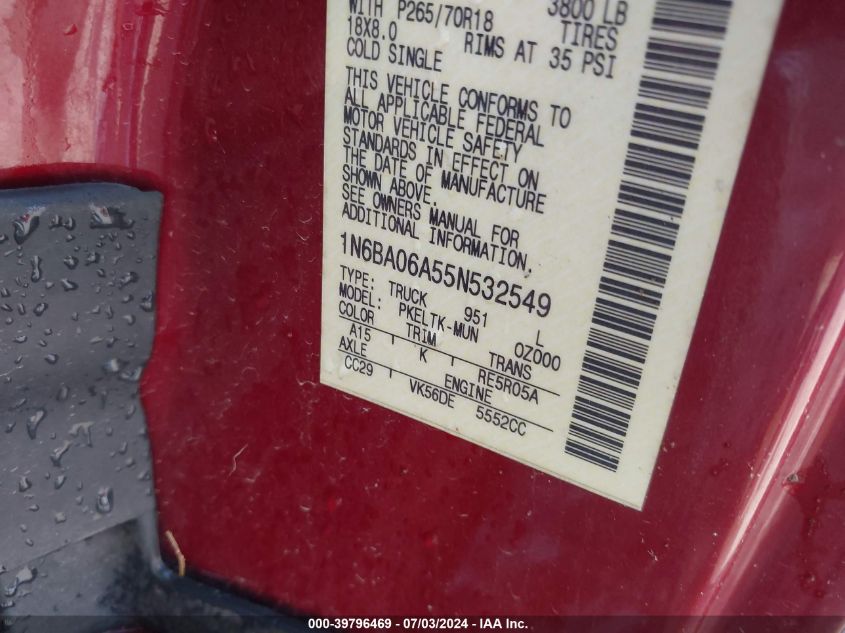 WITH P265/70R18 3800 LB
18X8.0 RIMS AT 35 PSI TIRES
COLD SINGLE
THIS VEHICLE CONFORMS TO
ALL APPLICABLE FEDERAL
MOTOR VEHICLE SAFETY
STANDARDS IN EFFECT ON
THE DATE OF MANUFACTURE
SHOWN ABOVE.
SEE OWNERS MANUAL FOR
ADDITIONAL INFORMATION.
1N6BA06A55N532549
TYPE: TRUCK 951 L
MODEL: PKELTK-MUN 0Z000
COLOR TRIM TRANS
A15 K RE5R05A
AXLE ENGINE
CC29 VK56DE 5552CC
000-39796469 - 07/03/2024 - IAA Inc.